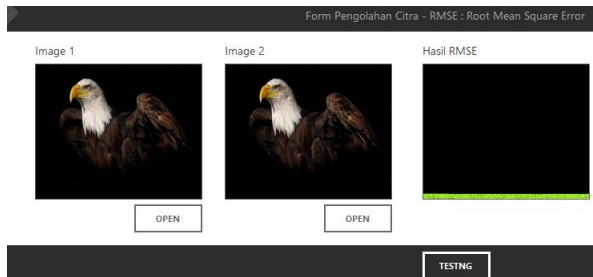 Form Pengolahan Citra - RMSE : Root Mean Square Error
Image 1
Image 2
Hasil RMSE
OPEN
OPEN
TESTNG